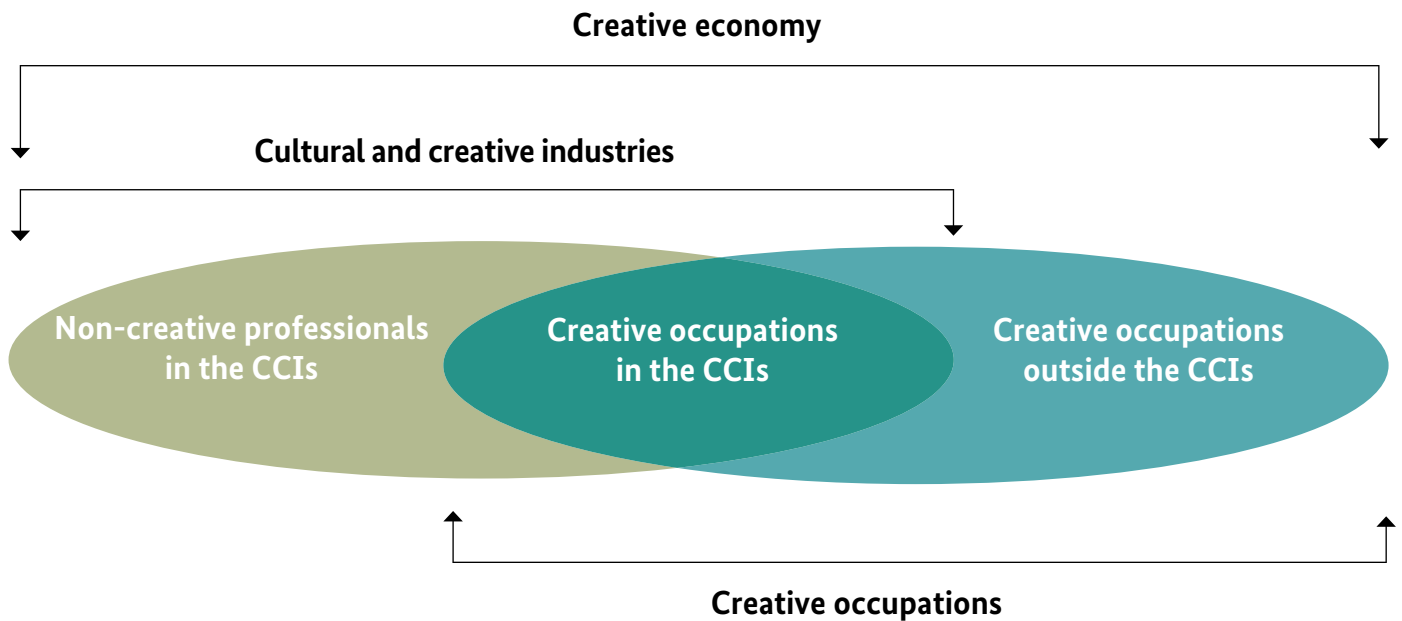 Creative economy
Cultural and creative industries
Non-creative professionals
in the CCIs
Creative occupations
in the CCIs
Creative occupations
outside the CCIs
Creative occupations